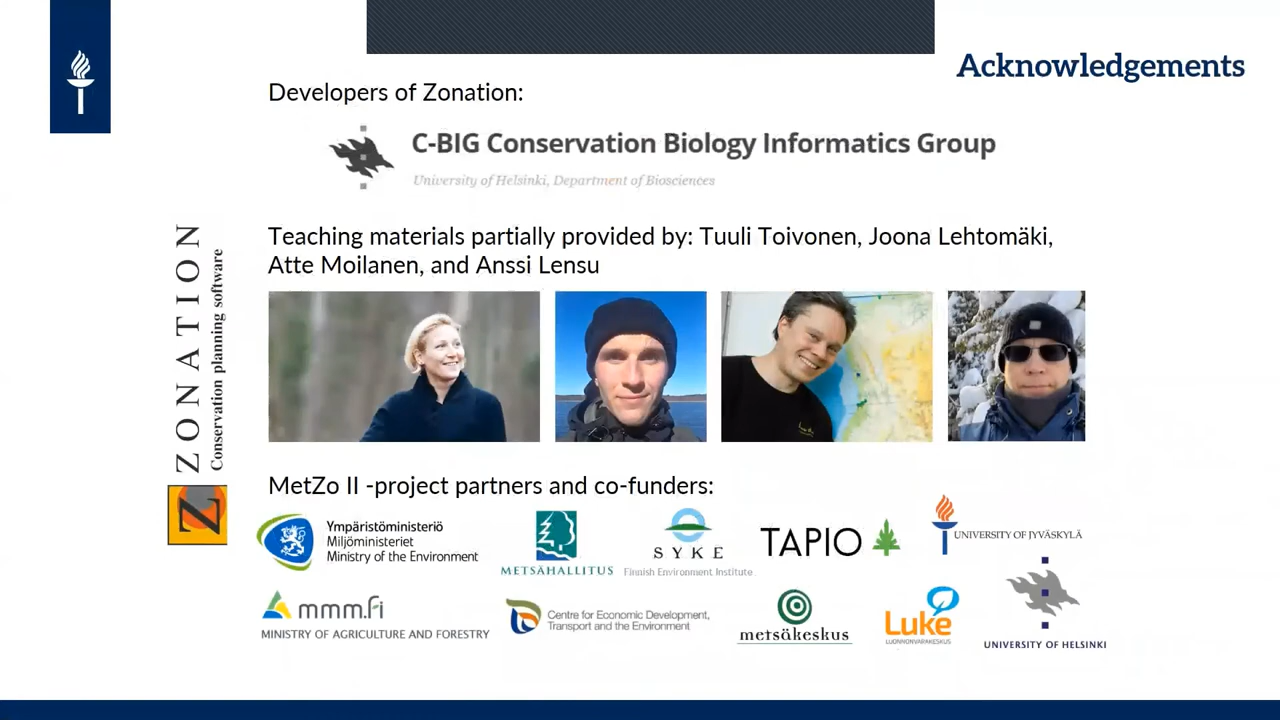 Acknowledgements
Developers of Zonation:
C-BIG Conservation Biology Informatics Group
University of Helsinki, Department of Biosciences
ZONATION
Conservation planning software
Z
Teaching materials partially provided by: Tuuli Toivonen, Joona Lehtomäki,
Atte Moilanen, and Anssi Lensu
MetZo II -project partners and co-funders:
Ympäristöministeriö
Miljöministeriet
Ministry of the Environment
METSÄHALLITUS
SYKE
Finnish Environment Institute
TAPIO
UNIVERSITY OF JYVÄSKYLÄ
mmm.fi
MINISTRY OF AGRICULTURE AND FORESTRY
Centre for Economic Development,
Transport and the Environment
metsäkeskus
Luke
LUONNONVARAKESKUS
UNIVERSITY OF HELSINKI